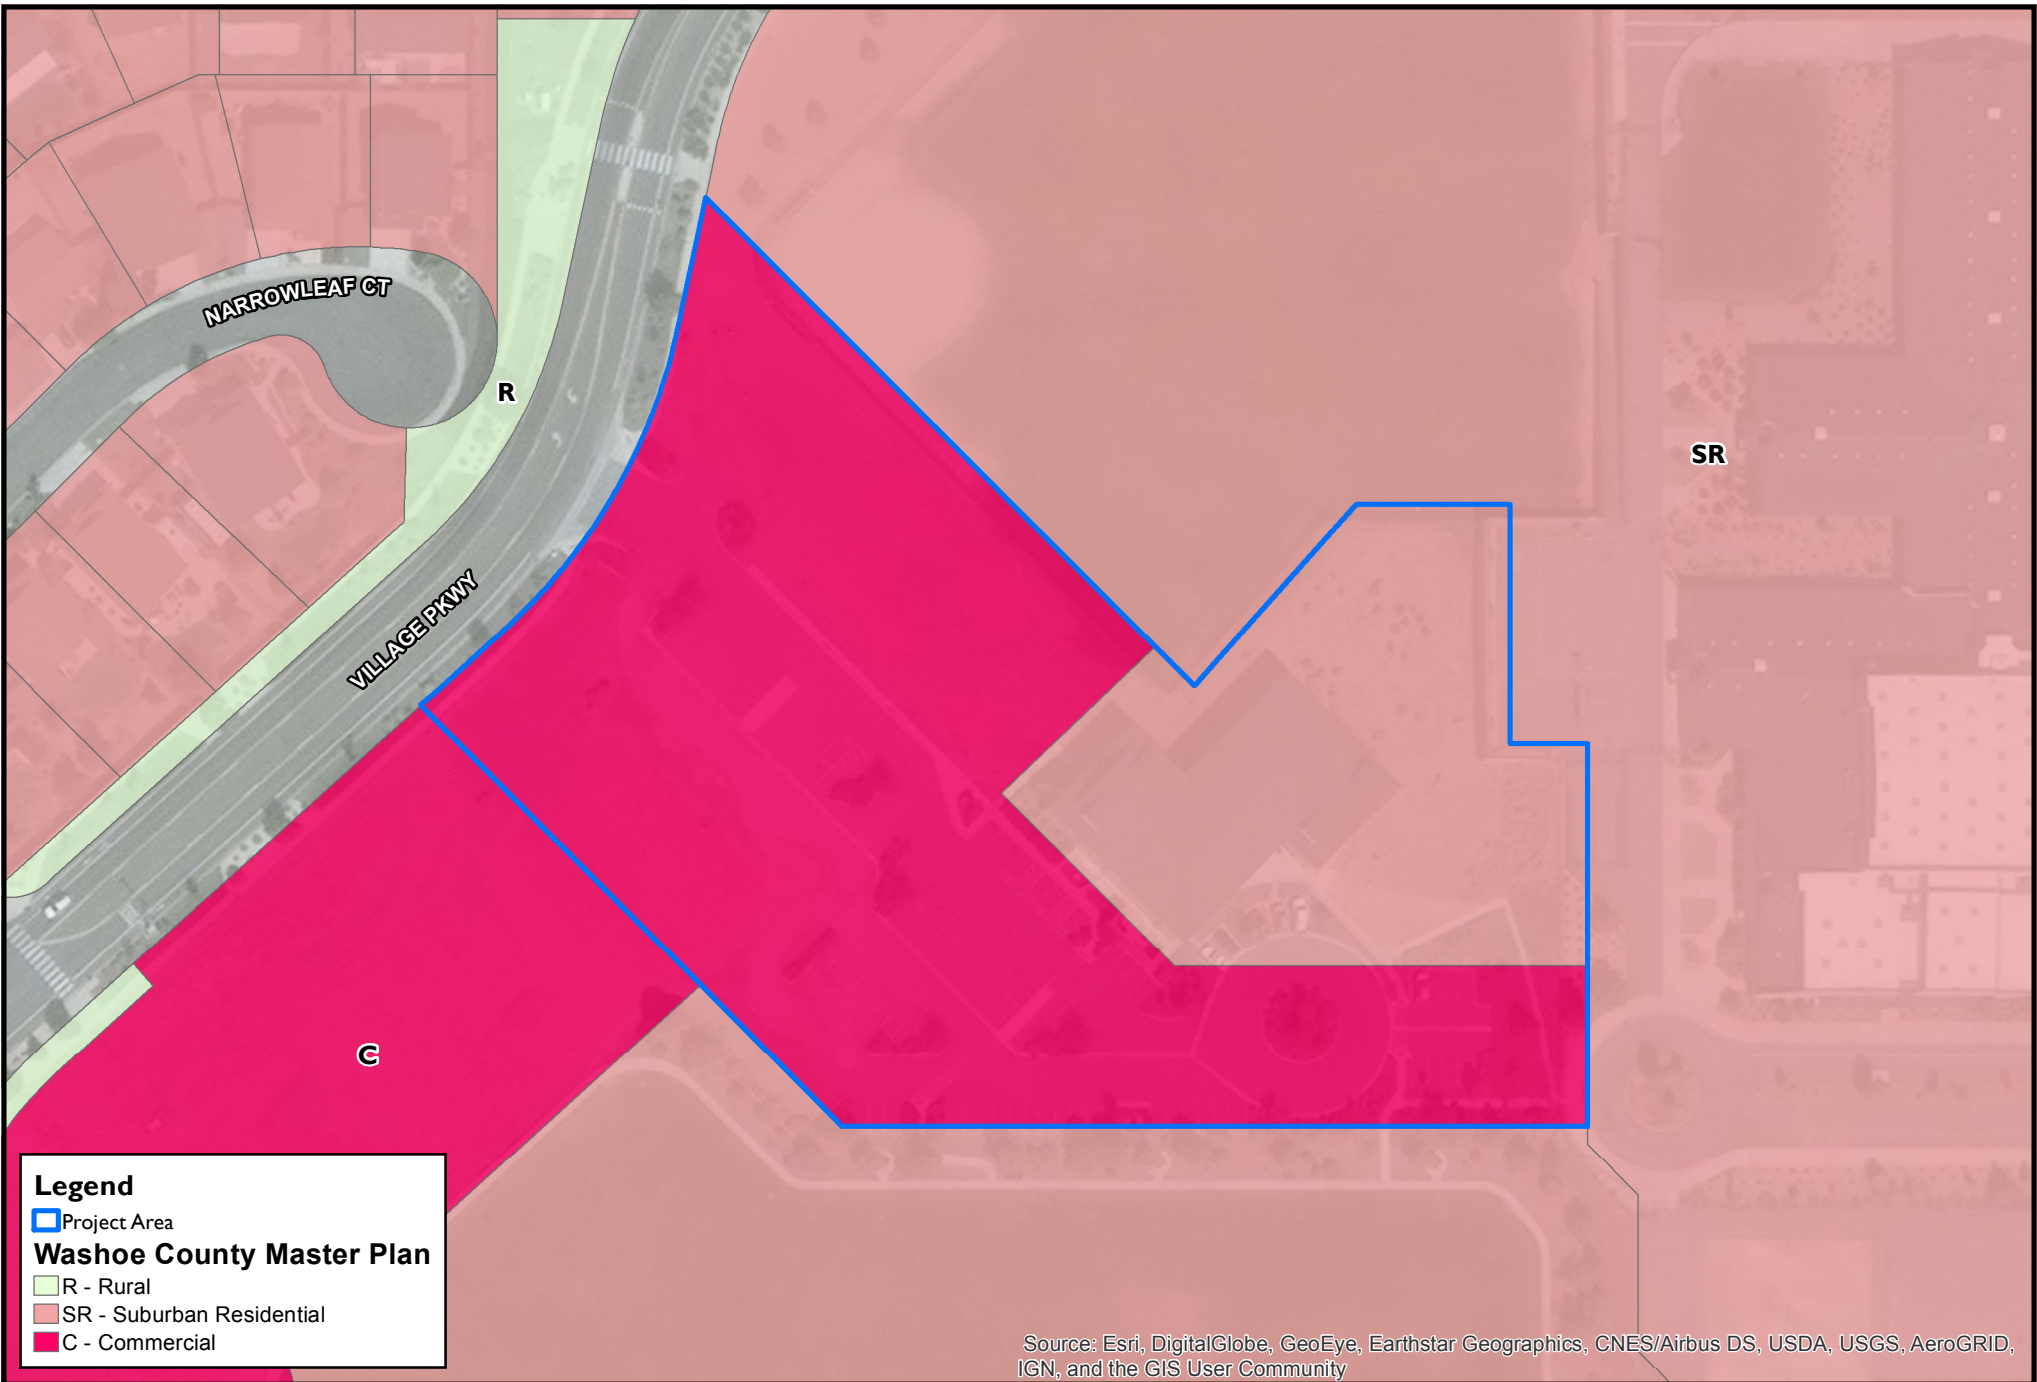 NARROWLEAF CT
R
SR
VILLAGE PKWY
C
Legend
Project Area
Washoe County Master Plan
R - Rural
SR - Suburban Residential
C - Commercial
Source: Esri, DigitalGlobe, GeoEye, Earthstar Geographics, CNES/Airbus DS, USDA, USGS, AeroGRID,
IGN, and the GIS User Community